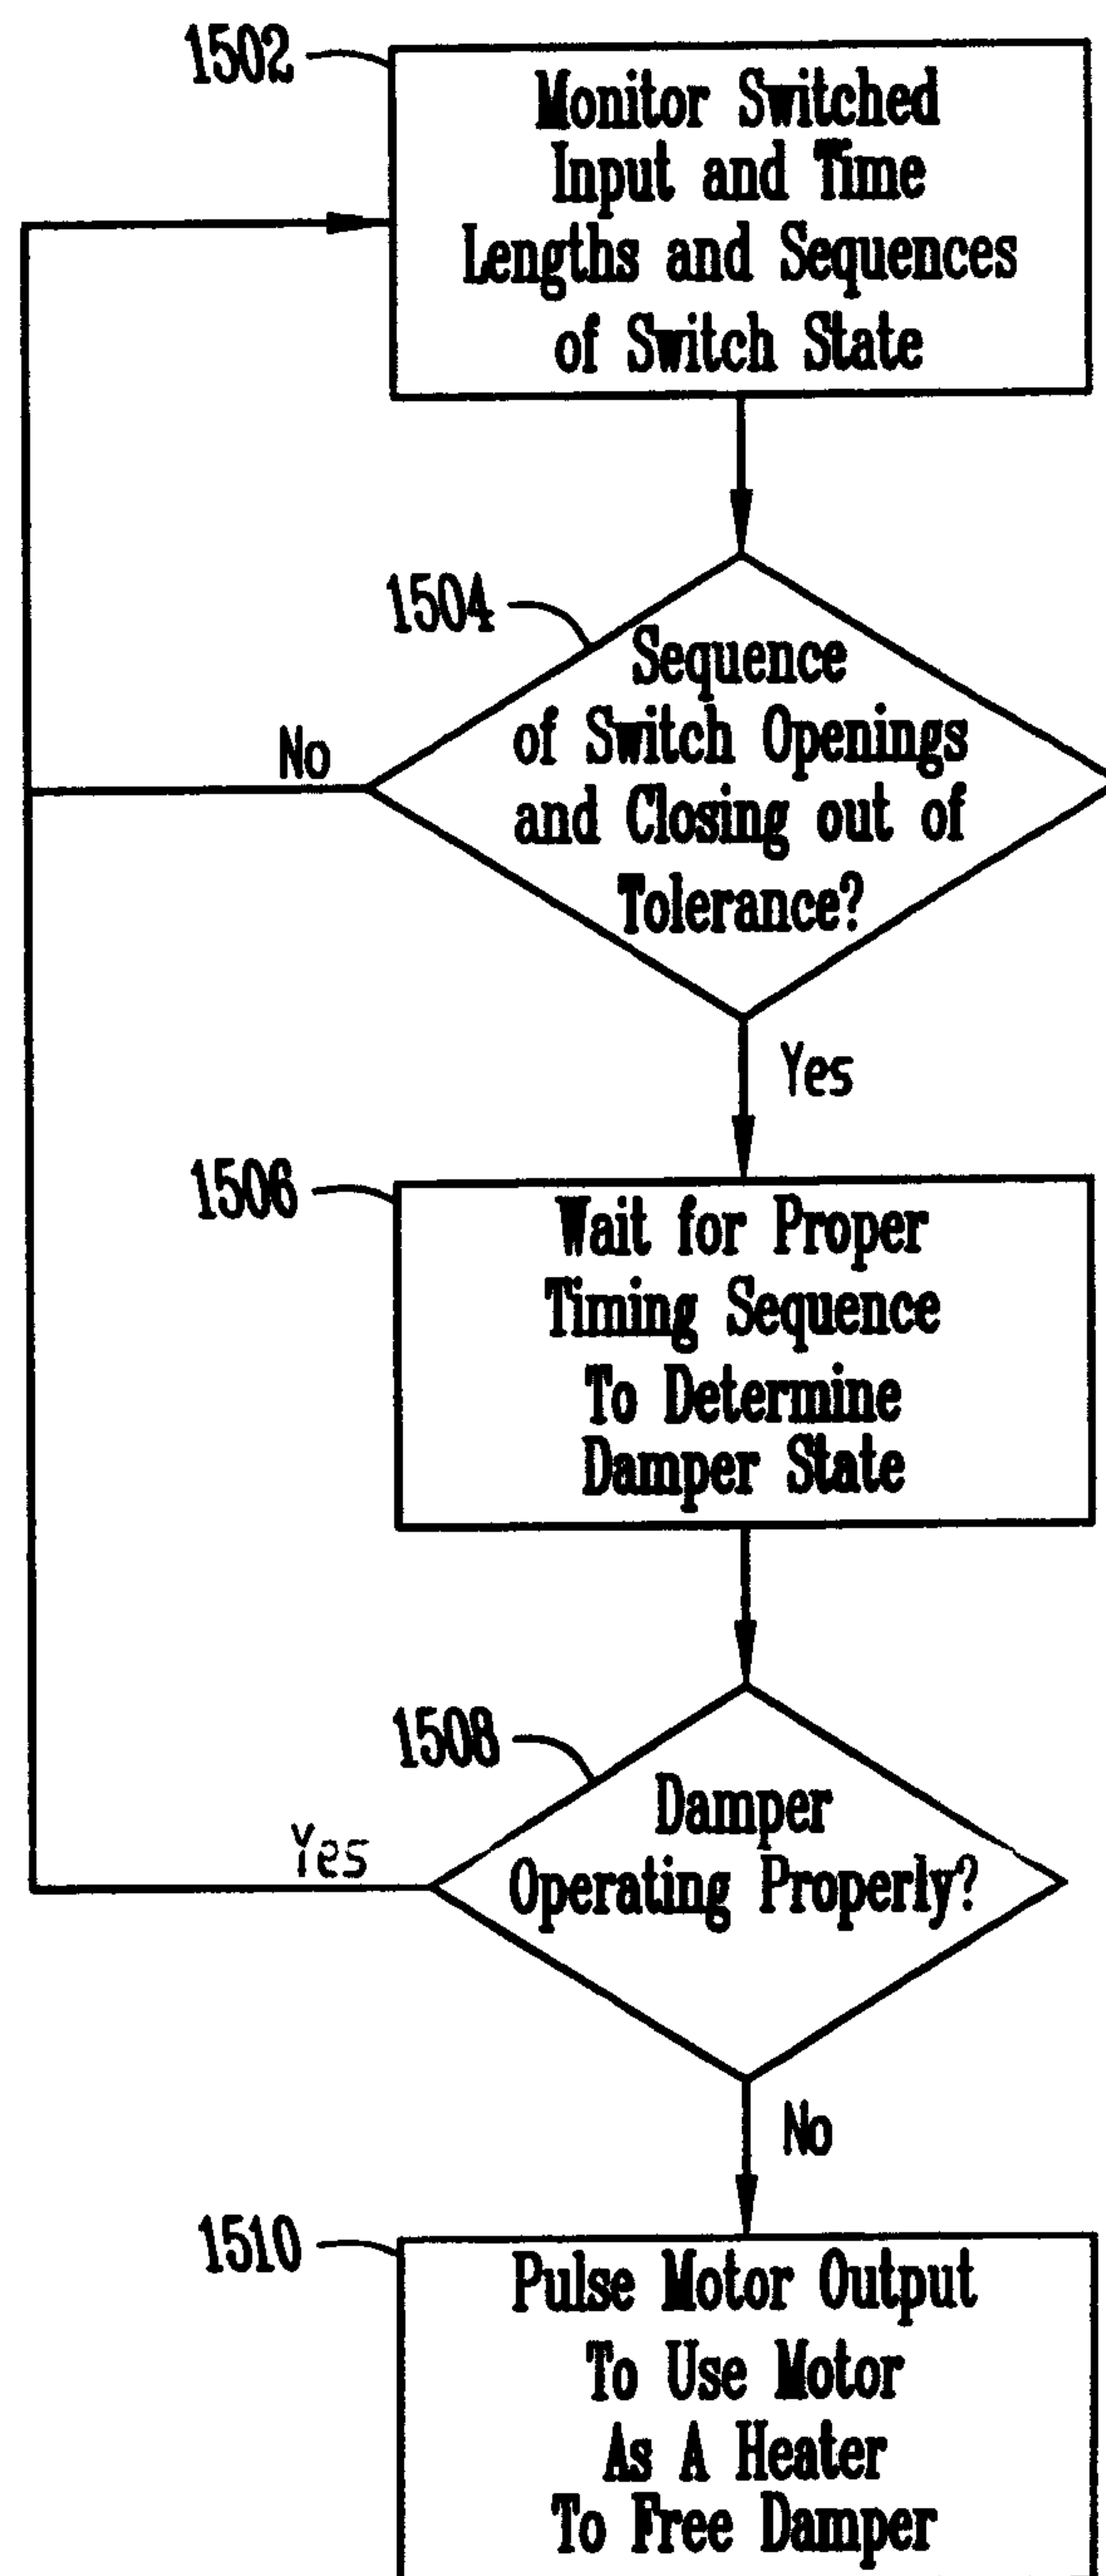 1502
Monitor Switched
Input and Time
Lengths and Sequences
of Switch State
1504
Sequence
of Switch Openings
and Closing out of
Tolerance?
No
Yes
1506
Wait for Proper
Timing Sequence
To Determine
Damper State
1508
Damper
Operating Properly?
Yes
No
1510
Pulse Motor Output
To Use Motor
As A Heater
To Free Damper